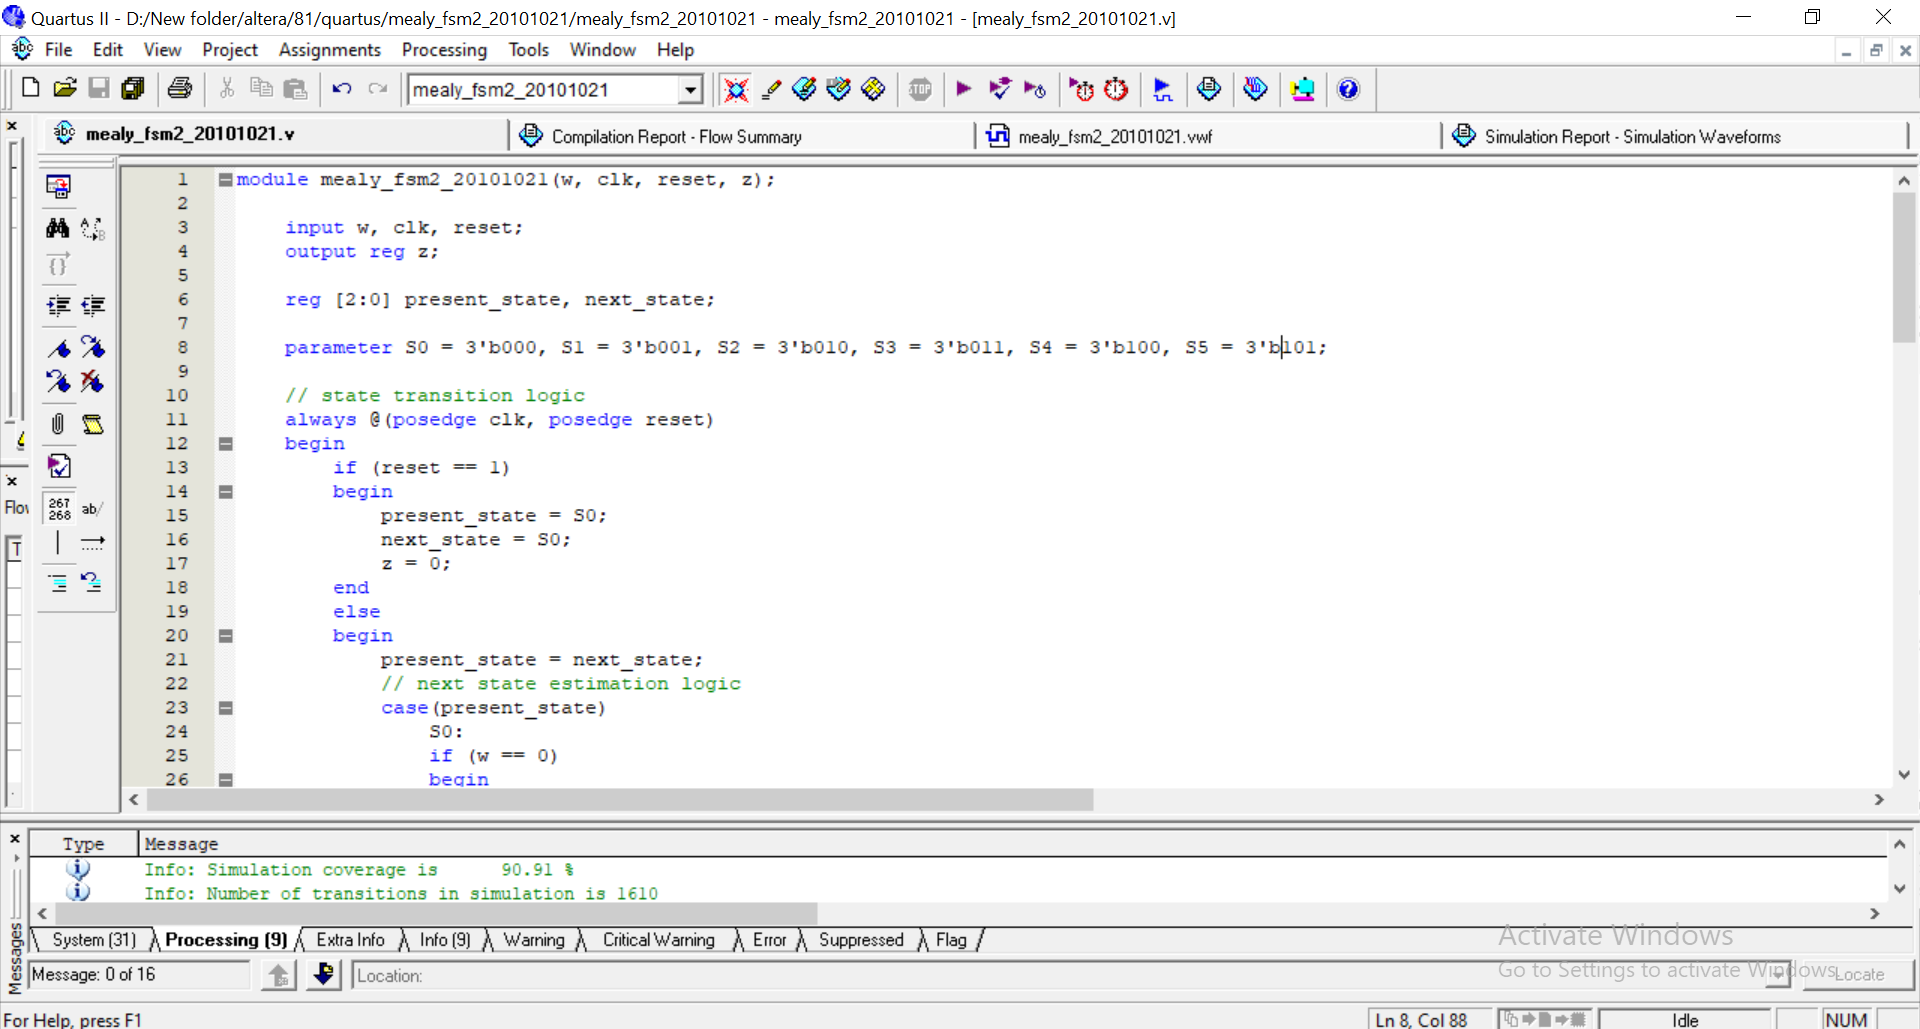 Quartus II - D:/New folder/altera/81/quartus/mealy_fsm2_20101021/mealy_fsm2_20101021 - mealy_fsm2_20101021 - [mealy_fsm2_20101021.v]
File Edit View Project Assignments Processing Tools Window Help
mealy_fsm2_20101021
STOP
mealy_fsm2_20101021.v Compilation Report - Flow Summary mealy_fsm2_20101021.vwf Simulation Report - Simulation Waveforms
1 module mealy_fsm2_20101021(w, clk, reset, z);
2
3 input w, clk, reset;
4 output reg z;
5
6 reg [2:0] present_state, next_state;
7
8 parameter S0 = 3'b000, S1 = 3'b001, S2 = 3'b010, S3 = 3'b011, S4 = 3'b100, S5 = 3'b101;
9
10 // state transition logic
11 always @(posedge clk, posedge reset)
12 begin
13 if (reset == 1)
14 begin
15 present_state = S0;
16 next_state = S0;
17 z = 0;
18 end
19 else
20 begin
21 present_state = next_state;
22 // next state estimation logic
23 case(present_state)
24 S0:
25 if (w == 0)
26 begin
Flo
267
268 ab/
T
Type Message
Info: Simulation coverage is 90.91 %
Info: Number of transitions in simulation is 1610
System (31) Processing (9) Extra Info Info (9) Warning Critical Warning Error Suppressed Flag
Messages
Message: 0 of 16 Location: Locate
Activate Windows
Go to Settings to activate Windows.
For Help, press F1 Ln 8, Col 88 Idle NUM